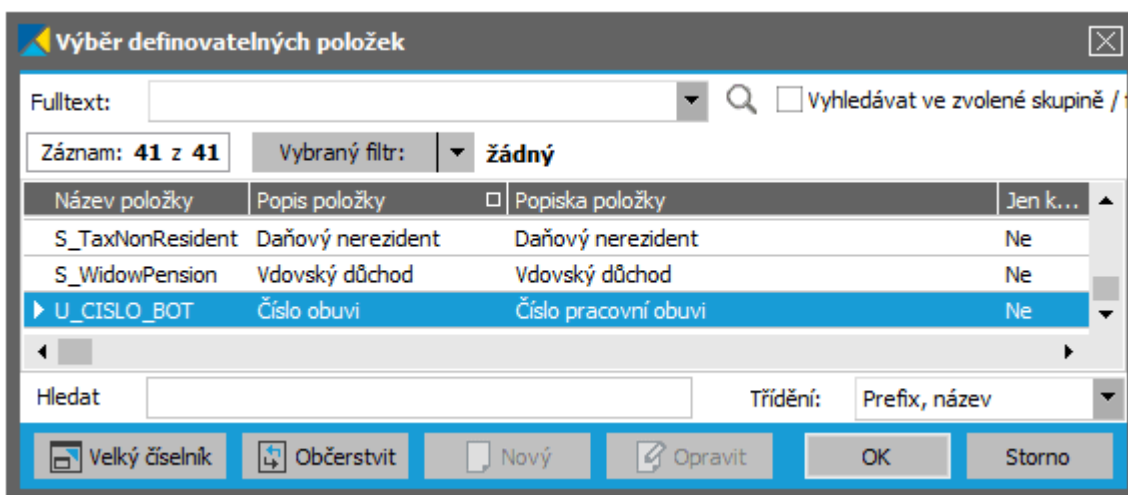 Výběr definovatelných položek
Fulltext:
Vyhledávat ve zvolené skupině /
Záznam: 41 z 41
Vybraný filtr:
žádný
Název položky Popis položky Popiska položky Jen k...
S_TaxNonResident Daňový nerezident Daňový nerezident Ne
S_WidowPension Vdovský důchod Vdovský důchod Ne
U_CISLO_BOT Číslo obuvi Číslo pracovní obuvi Ne
Hledat
Třídění: Prefix, název
Velký číselník Občerstvit Nový Opravit OK Storno